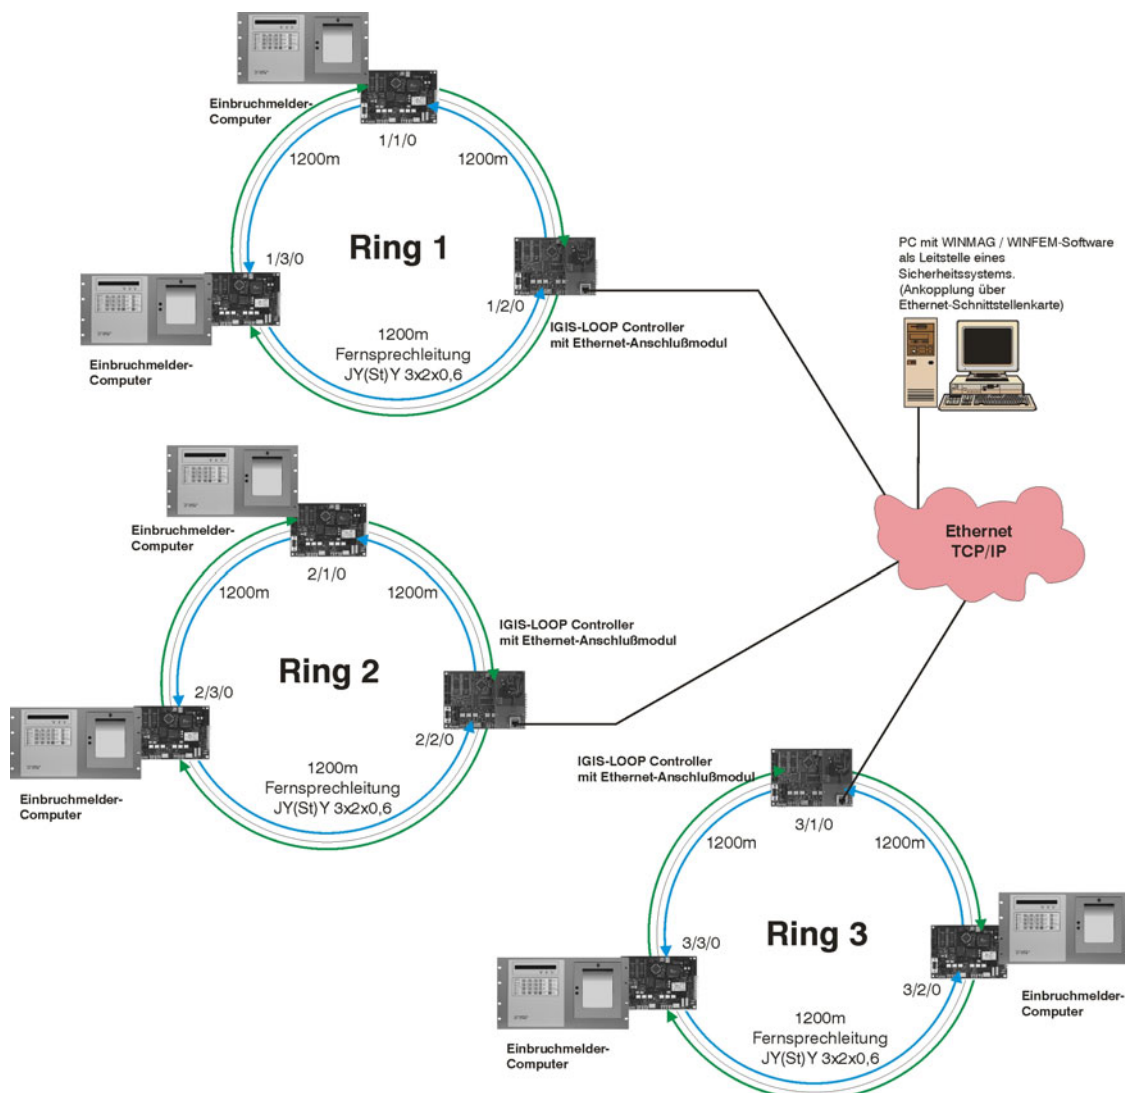 Einbruchmelder-
Computer
1/1/0
1200m
1200m
Ring 1
1/3/0
1/2/0
Einbruchmelder-
Computer
1200m
Fernsprechleitung
JY(St)Y 3x2x0,6
IGIS-LOOP Controller
mit Ethernet-Anschlußmodul
PC mit WINMAG / WINFEM-Software
als Leitstelle eines
Sicherheitssystems.
(Ankopplung über
Ethernet-Schnittstellenkarte)
Ethernet
TCP/IP
Einbruchmelder-
Computer
2/1/0
1200m
1200m
IGIS-LOOP Controller
mit Ethernet-Anschlußmodul
Ring 2
2/3/0
2/2/0
Einbruchmelder-
Computer
1200m
Fernsprechleitung
JY(St)Y 3x2x0,6
IGIS-LOOP Controller
mit Ethernet-Anschlußmodul
3/1/0
1200m
1200m
Ring 3
3/3/0
3/2/0
Einbruchmelder-
Computer
1200m
Fernsprechleitung
JY(St)Y 3x2x0,6
Einbruchmelder-
Computer